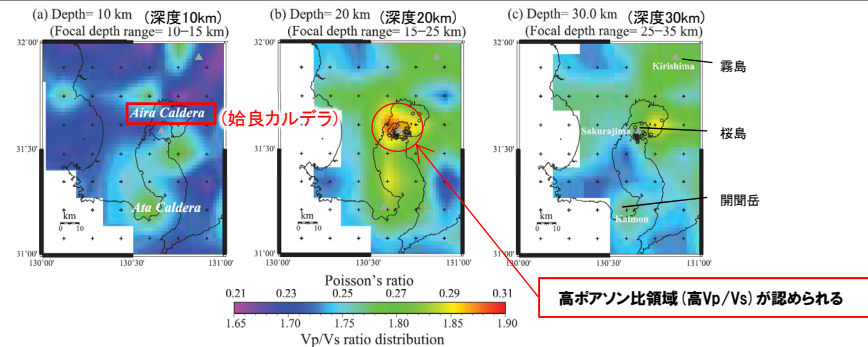 (a) Depth= 10 km (深度10km)
(Focal depth range= 10−15 km)
(b) Depth= 20 km (深度20km)
(Focal depth range= 15−25 km)
(c) Depth= 30.0 km (深度30km)
(Focal depth range= 25−35 km)
32˚00'
31˚30'
31˚00'
130˚00'
130˚30'
131˚00'
Aira Caldera
(姶良カルデラ)
Ata Caldera
km
0 10
32˚00'
31˚30'
31˚00'
130˚00'
130˚30'
131˚00'
km
0 10
32˚00'
31˚30'
31˚00'
130˚00'
130˚30'
131˚00'
Kirishima
Sakurajima
Kaimon
km
0 10
霧島
桜島
開聞岳
Poisson's ratio
0.21 0.23 0.25 0.27 0.29 0.31
1.65 1.70 1.75 1.80 1.85 1.90
Vp/Vs ratio distribution
高ポアソン比領域(高Vp/Vs)が認められる